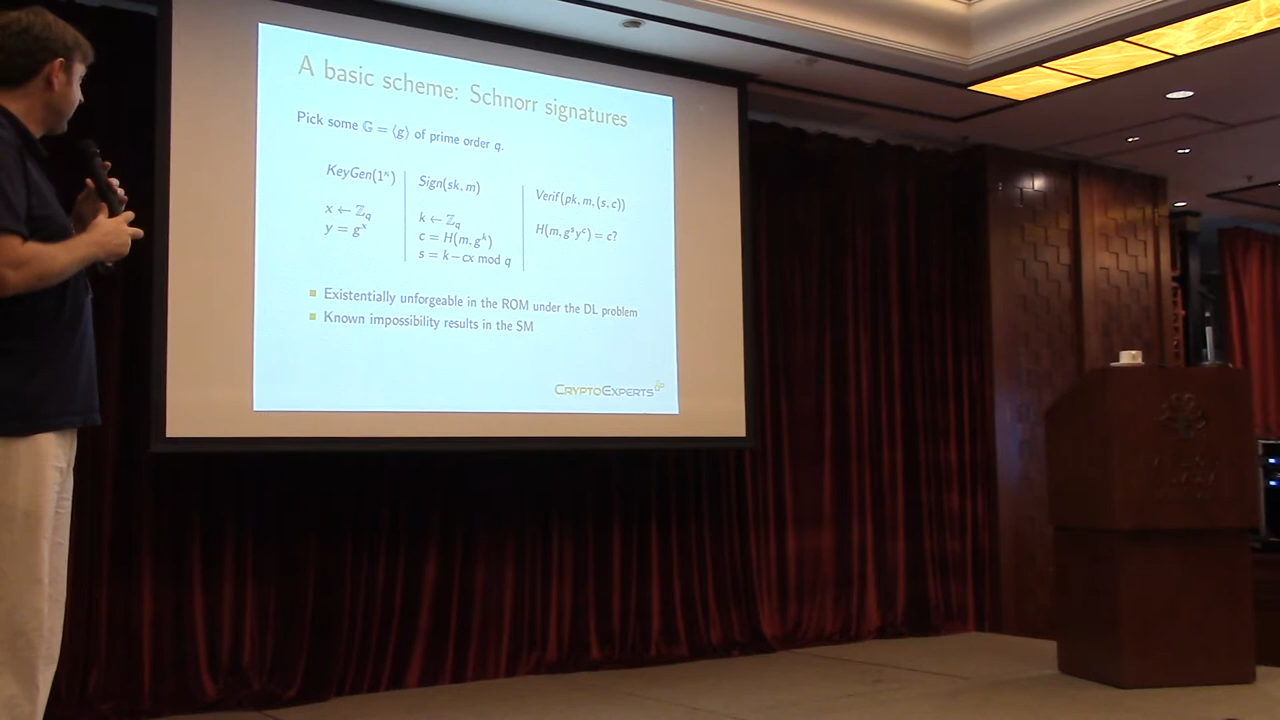 A basic scheme: Schnorr signatures
Pick some 𝔾 = ⟨g⟩ of prime order q.
KeyGen(1^κ)
x ← ℤ_q
y = g^x
Sign(sk, m)
k ← ℤ_q
c = H(m, g^k)
s = k − cx mod q
Verif(pk, m, (s, c))
H(m, g^s y^c) = c?
Existentially unforgeable in the ROM under the DL problem
Known impossibility results in the SM
CRYPTOEXPERTS